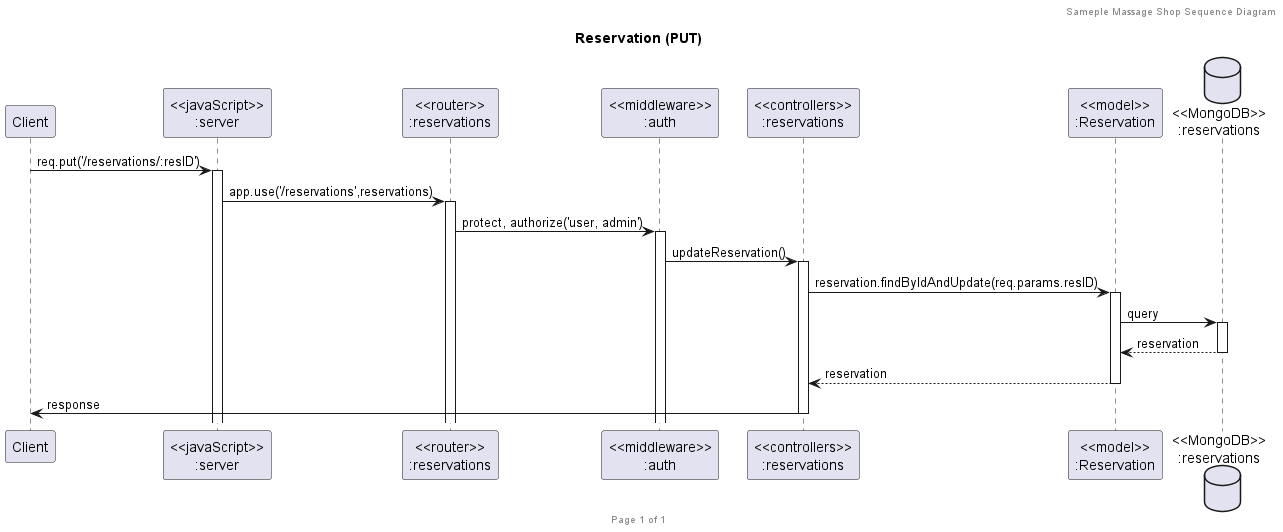 Sameple Massage Shop Sequence Diagram
Reservation (PUT)
Client
<<javaScript>>
:server
<<router>>
:reservations
<<middleware>>
:auth
<<controllers>>
:reservations
<<model>>
:Reservation
<<MongoDB>>
:reservations
req.put('/reservations/:resID')
app.use('/reservations',reservations)
protect, authorize('user, admin')
updateReservation()
reservation.findByIdAndUpdate(req.params.resID)
query
reservation
reservation
response
Client
<<javaScript>>
:server
<<router>>
:reservations
<<middleware>>
:auth
<<controllers>>
:reservations
<<model>>
:Reservation
<<MongoDB>>
:reservations
Page 1 of 1